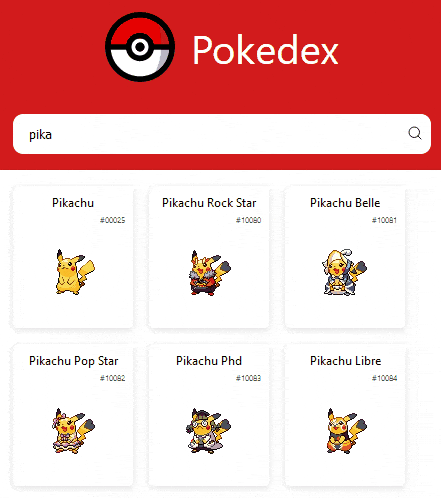 Pokedex
pika
Pikachu
#00025
Pikachu Rock Star
#10080
Pikachu Belle
#10081
Pikachu Pop Star
#10082
Pikachu Phd
#10083
Pikachu Libre
#10084